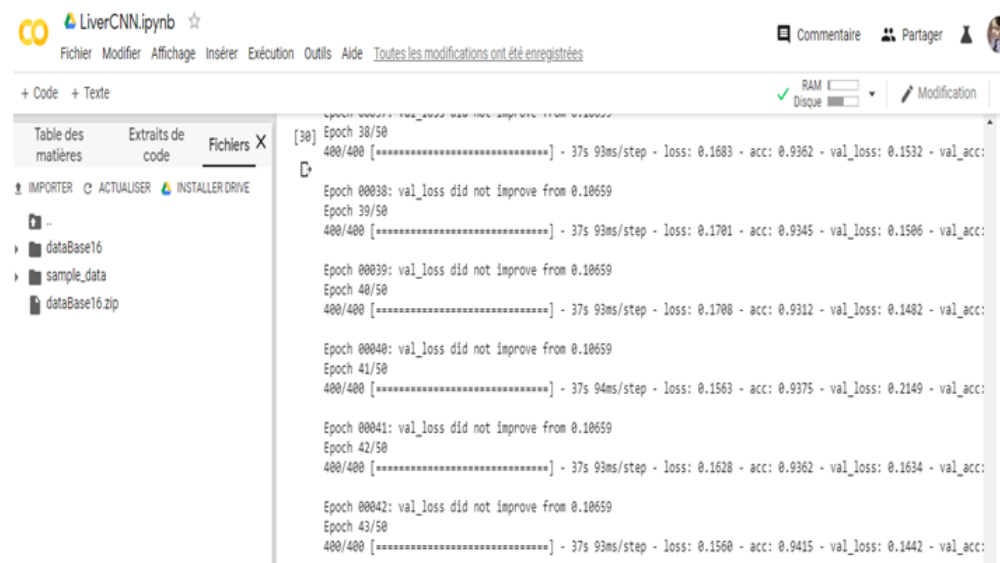 LiverCNN.ipynb
Fichier Modifier Affichage Insérer Exécution Outils Aide Toutes les modifications ont été enregistrées
Commentaire Partager
+ Code + Texte
RAM
Disque
Modification
Table des matières
Extraits de code
Fichiers X
IMPORTER ACTUALISER INSTALLER DRIVE
..
dataBase16
sample_data
dataBase16.zip
[30]
Epoch 38/50
400/400 [==============================] - 37s 93ms/step - loss: 0.1683 - acc: 0.9362 - val_loss: 0.1532 - val_acc:
Epoch 00038: val_loss did not improve from 0.10659
Epoch 39/50
400/400 [==============================] - 37s 93ms/step - loss: 0.1701 - acc: 0.9345 - val_loss: 0.1506 - val_acc:
Epoch 00039: val_loss did not improve from 0.10659
Epoch 40/50
400/400 [==============================] - 37s 93ms/step - loss: 0.1708 - acc: 0.9312 - val_loss: 0.1482 - val_acc:
Epoch 00040: val_loss did not improve from 0.10659
Epoch 41/50
400/400 [==============================] - 37s 94ms/step - loss: 0.1563 - acc: 0.9375 - val_loss: 0.2149 - val_acc:
Epoch 00041: val_loss did not improve from 0.10659
Epoch 42/50
400/400 [==============================] - 37s 93ms/step - loss: 0.1628 - acc: 0.9362 - val_loss: 0.1634 - val_acc:
Epoch 00042: val_loss did not improve from 0.10659
Epoch 43/50
400/400 [==============================] - 37s 93ms/step - loss: 0.1560 - acc: 0.9415 - val_loss: 0.1442 - val_acc: